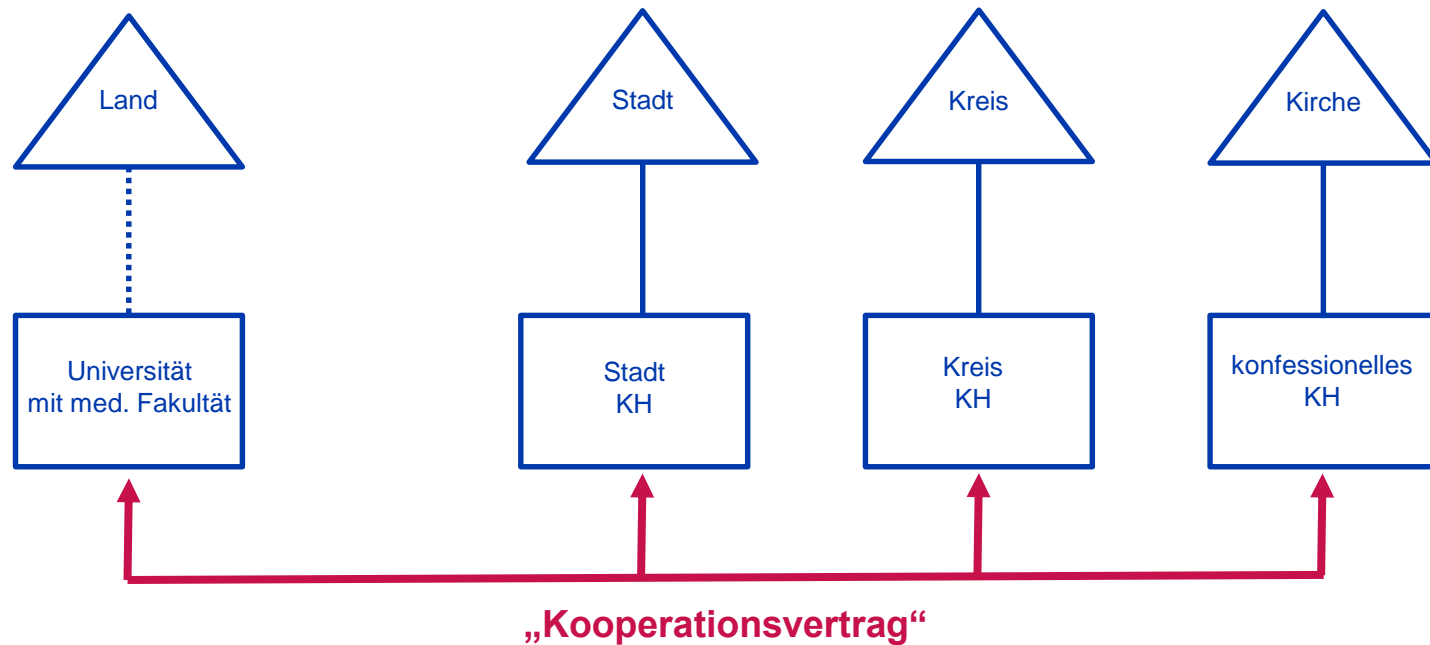 Land
Stadt
Kreis
Kirche
Universität
mit med. Fakultät
Stadt
KH
Kreis
KH
konfessionelles
KH
„Kooperationsvertrag“